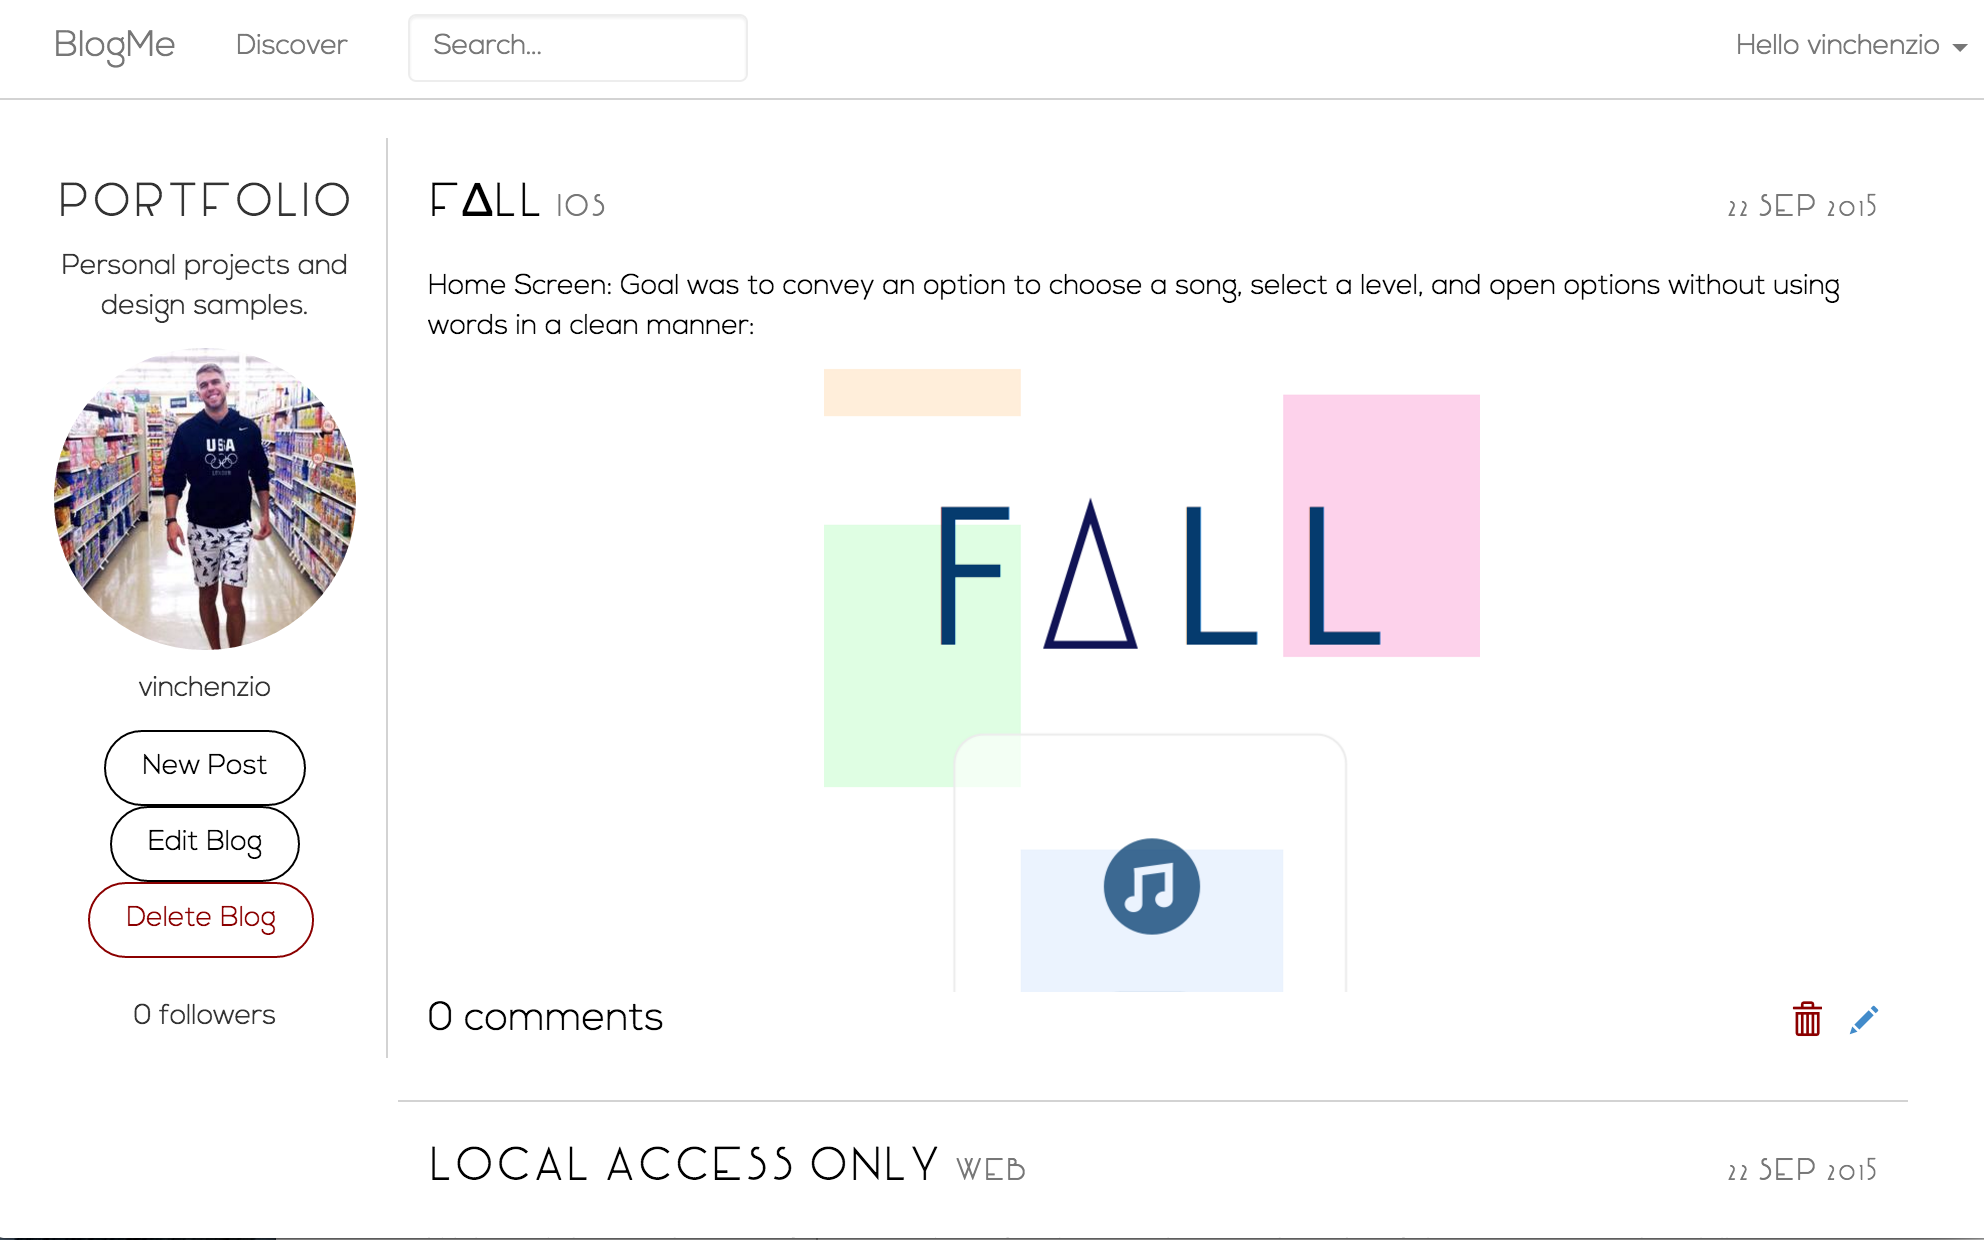 BlogMe Discover Search... Hello vinchenzio
PORTFOLIO
Personal projects and
design samples.
USA
vinchenzio
New Post
Edit Blog
Delete Blog
0 followers
F∆LL IOS 22 SEP 2015
Home Screen: Goal was to convey an option to choose a song, select a level, and open options without using
words in a clean manner:
F∆LL
0 comments
LOCAL ACCESS ONLY WEB 22 SEP 2015